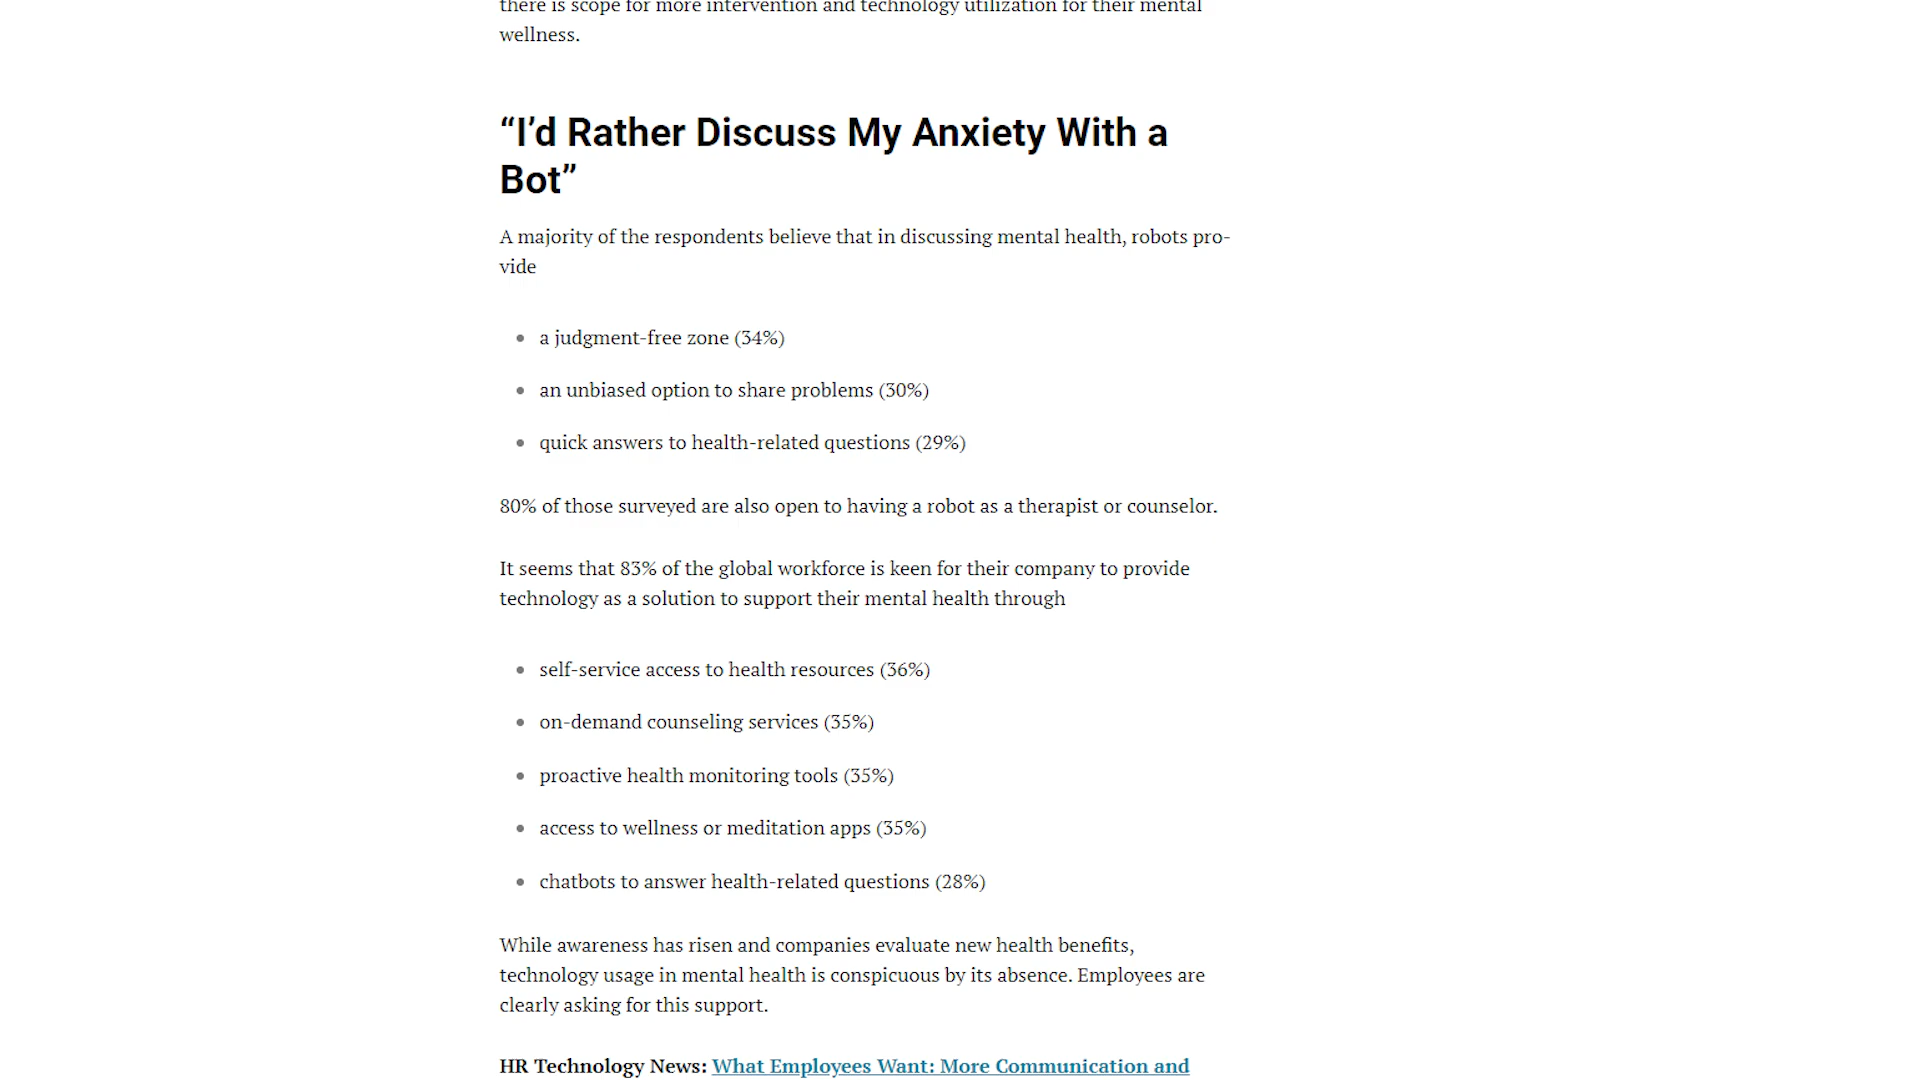 there is scope for more intervention and technology utilization for their mental
wellness.
“I’d Rather Discuss My Anxiety With a
Bot”
A majority of the respondents believe that in discussing mental health, robots pro-
vide
• a judgment-free zone (34%)
• an unbiased option to share problems (30%)
• quick answers to health-related questions (29%)
80% of those surveyed are also open to having a robot as a therapist or counselor.
It seems that 83% of the global workforce is keen for their company to provide
technology as a solution to support their mental health through
• self-service access to health resources (36%)
• on-demand counseling services (35%)
• proactive health monitoring tools (35%)
• access to wellness or meditation apps (35%)
• chatbots to answer health-related questions (28%)
While awareness has risen and companies evaluate new health benefits,
technology usage in mental health is conspicuous by its absence. Employees are
clearly asking for this support.
HR Technology News: What Employees Want: More Communication and